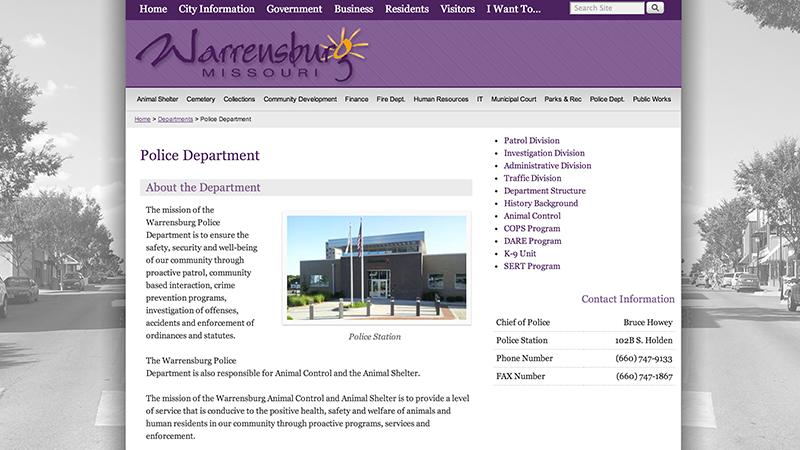 Home City Information Government Business Residents Visitors I Want To...
Search Site
Warrensburg
MISSOURI
Animal Shelter Cemetery Collections Community Development Finance Fire Dept. Human Resources IT Municipal Court Parks & Rec Police Dept. Public Works
Home > Departments > Police Department
Police Department
About the Department
The mission of the
Warrensburg Police
Department is to ensure the
safety, security and well-being
of our community through
proactive patrol, community
based interaction, crime
prevention programs,
investigation of offenses,
accidents and enforcement of
ordinances and statutes.
Police Station
The Warrensburg Police
Department is also responsible for Animal Control and the Animal Shelter.
The mission of the Warrensburg Animal Control and Animal Shelter is to provide a level
of service that is conducive to the positive health, safety and welfare of animals and
human residents in our community through proactive programs, services and
enforcement.
Patrol Division
Investigation Division
Administrative Division
Traffic Division
Department Structure
History Background
Animal Control
COPS Program
DARE Program
K-9 Unit
SERT Program
Contact Information
Chief of Police Bruce Howey
Police Station 102B S. Holden
Phone Number (660) 747-9133
FAX Number (660) 747-1867